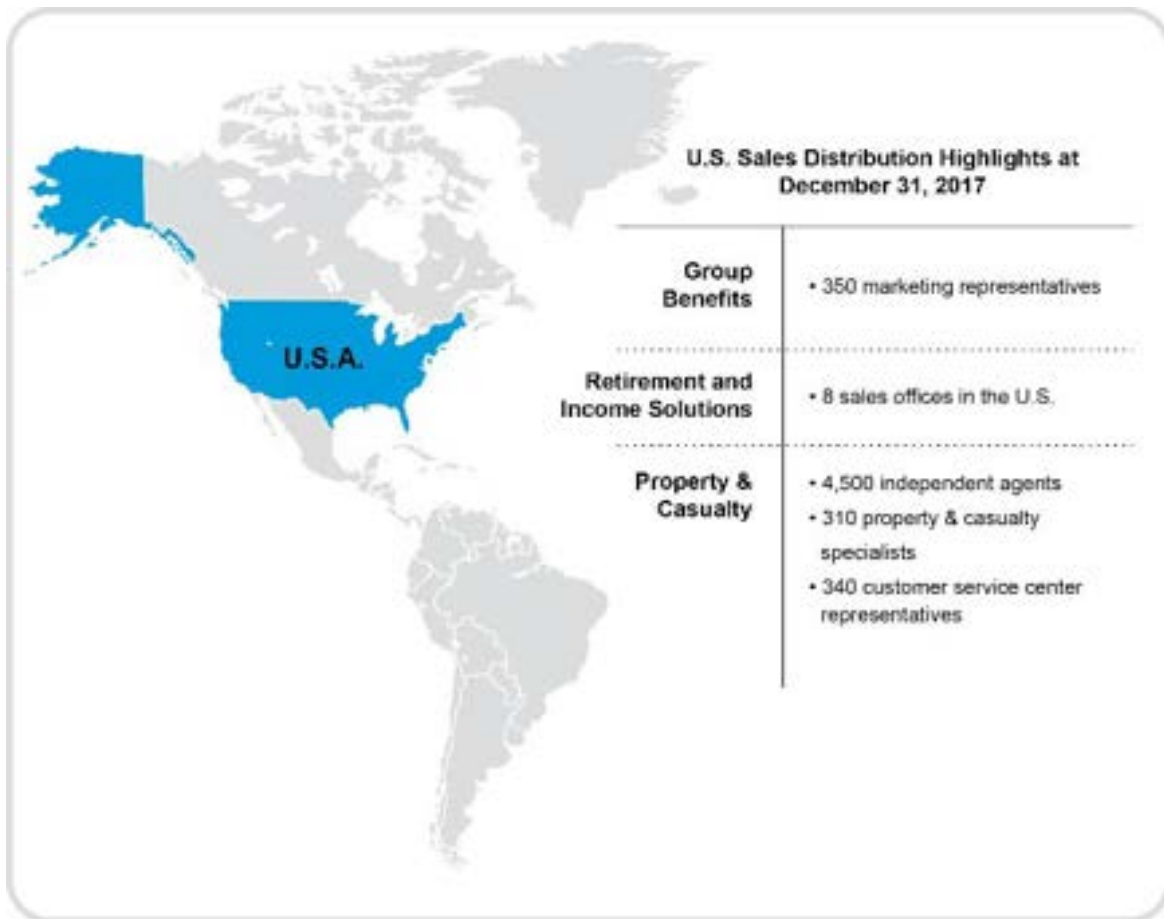 U.S. Sales Distribution Highlights at
December 31, 2017
Group
Benefits
• 350 marketing representatives
U.S.A.
Retirement and
Income Solutions
• 8 sales offices in the U.S.
Property &
Casualty
• 4,500 independent agents
• 310 property & casualty
specialists
• 340 customer service center
representatives